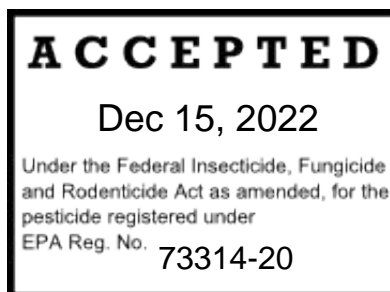 ACCEPTED
Dec 15, 2022
Under the Federal Insecticide, Fungicide
and Rodenticide Act as amended, for the
pesticide registered under
EPA Reg. No. 73314-20